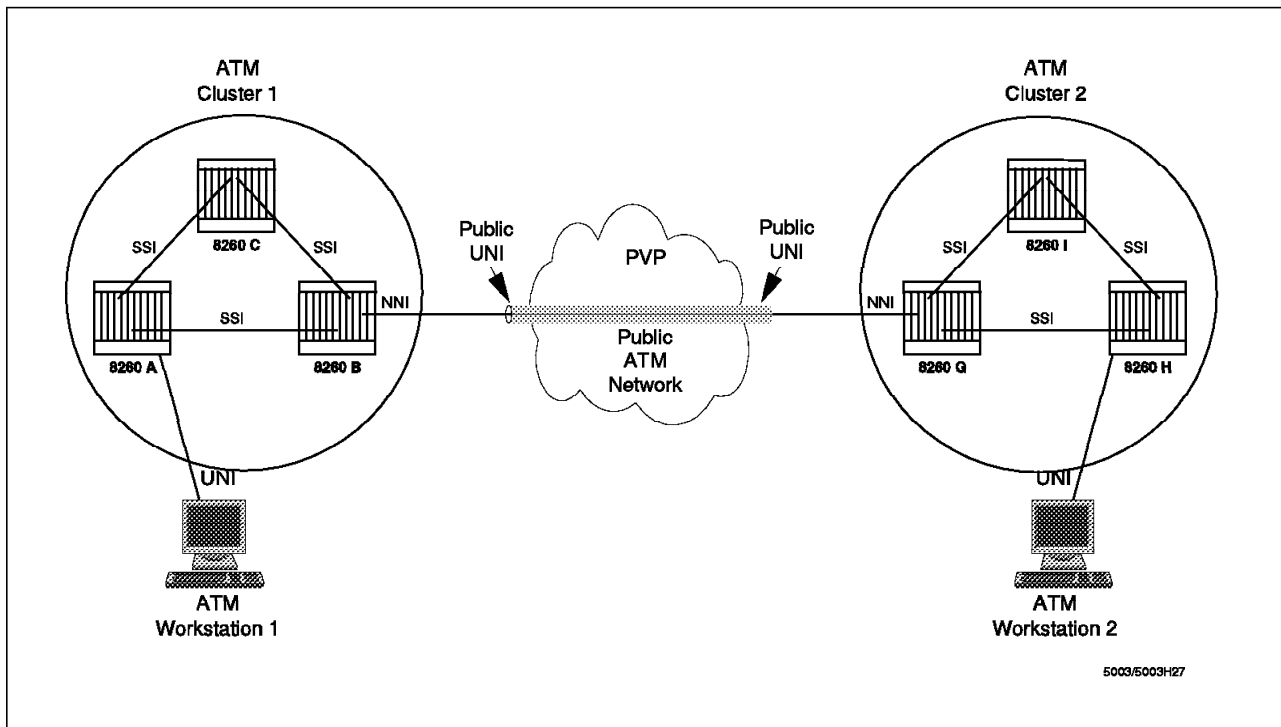 ATM
Cluster 1
ATM
Cluster 2
8260 C
SSI
SSI
8260 A
SSI
8260 B
NNI
Public
UNI
PVP
Public
UNI
Public
ATM
Network
8260 I
SSI
SSI
NNI
8260 G
SSI
8260 H
UNI
ATM
Workstation 1
UNI
ATM
Workstation 2
5003/5003H27